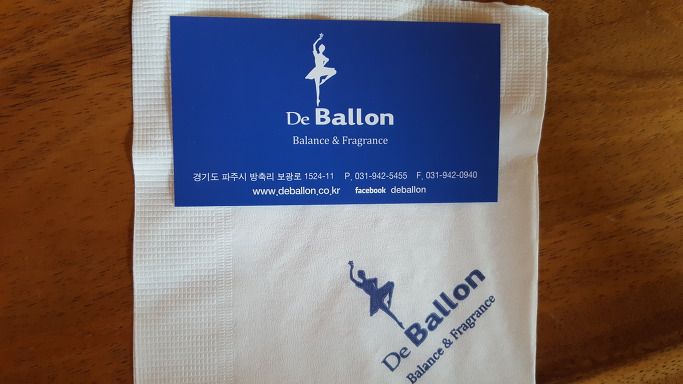 De Ballon
Balance & Fragrance
경기도 파주시 방축리 보광로 1524-11 P. 031-942-5455 F. 031-942-0940
www.deballon.co.kr facebook deballon
De Ballon
Balance & Fragrance